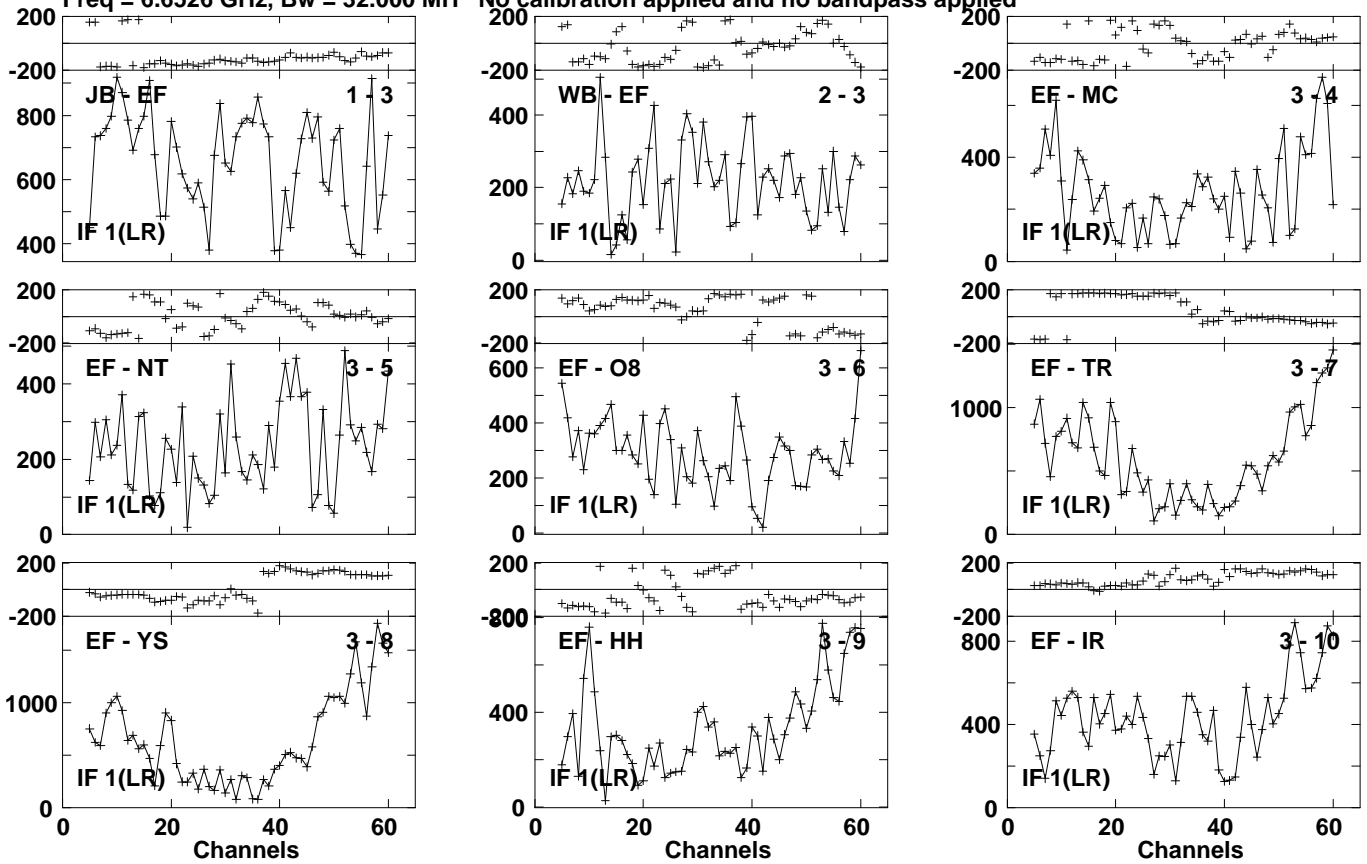 Freq = 6.6526 GHz, Bw = 32.000 MH No calibration applied and no bandpass applied
200
-200
JB - EF 1 - 3
800
600
400
IF 1(LR)
200
-200
WB - EF 2 - 3
400
200
0
IF 1(LR)
200
-200
EF - MC 3 - 4
400
0
IF 1(LR)
200
-200
EF - NT 3 - 5
400
200
0
IF 1(LR)
200
-200
EF - O8 3 - 6
600
400
200
0
IF 1(LR)
200
-200
EF - TR 3 - 7
1000
0
IF 1(LR)
200
-200
EF - YS 3 - 8
1000
0
IF 1(LR)
0 20 40 60
Channels
200
-200
800
EF - HH 3 - 9
400
0
IF 1(LR)
0 20 40 60
Channels
200
-200
EF - IR 3 - 10
800
400
0
IF 1(LR)
0 20 40 60
Channels